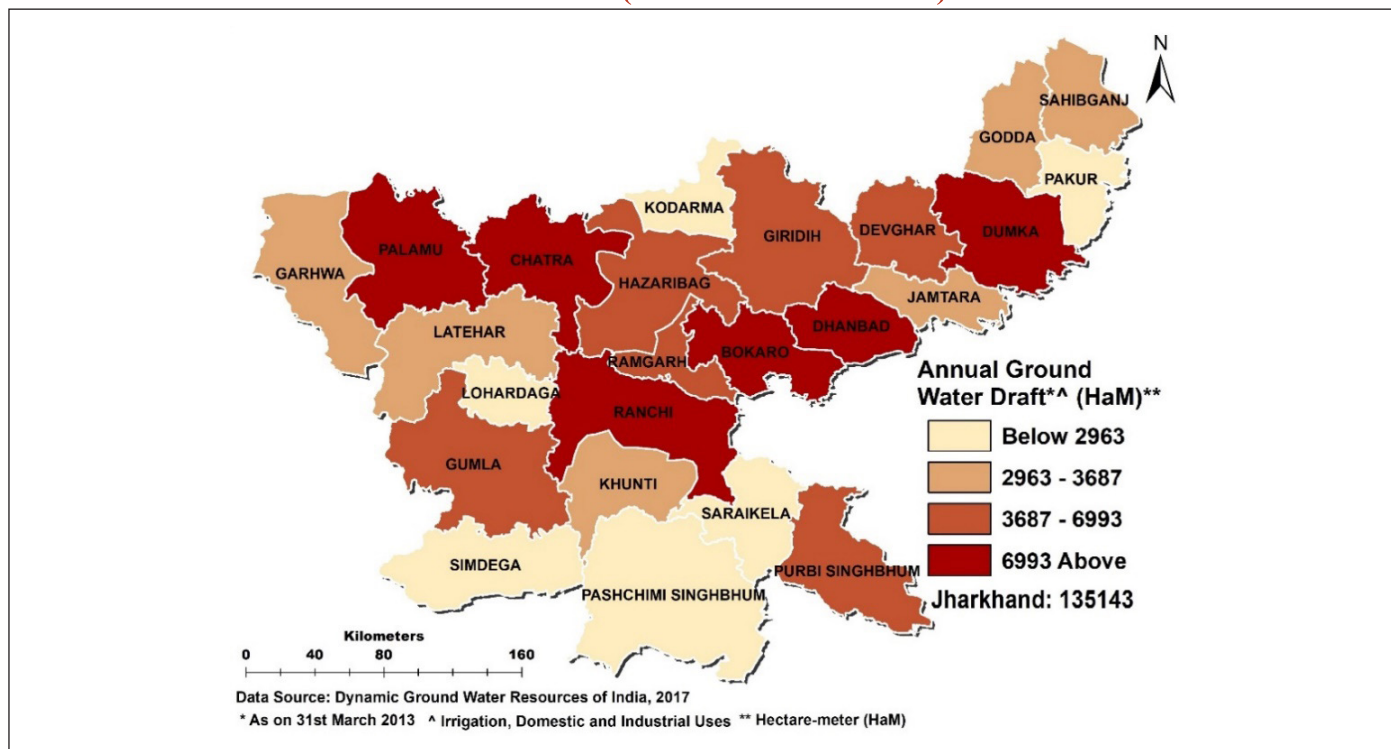 N
SAHIBGANJ
GODDA
PAKUR
KODARMA
GIRIDIH
DEVGHAR
DUMKA
PALAMU
CHATRA
GARHWA
HAZARIBAG
JAMTARA
LATEHAR
DHANBAD
BOKARO
RAMGARH
LOHARDAGA
RANCHI
GUMLA
KHUNTI
SARAIKELA
SIMDEGA
PURBI SINGHBHUM
PASHCHIMI SINGHBHUM
Annual Ground
Water Draft*^ (HaM)**
Below 2963
2963 - 3687
3687 - 6993
6993 Above
Jharkhand: 135143
Kilometers
0 40 80 160
Data Source: Dynamic Ground Water Resources of India, 2017
* As on 31st March 2013 ^ Irrigation, Domestic and Industrial Uses ** Hectare-meter (HaM)